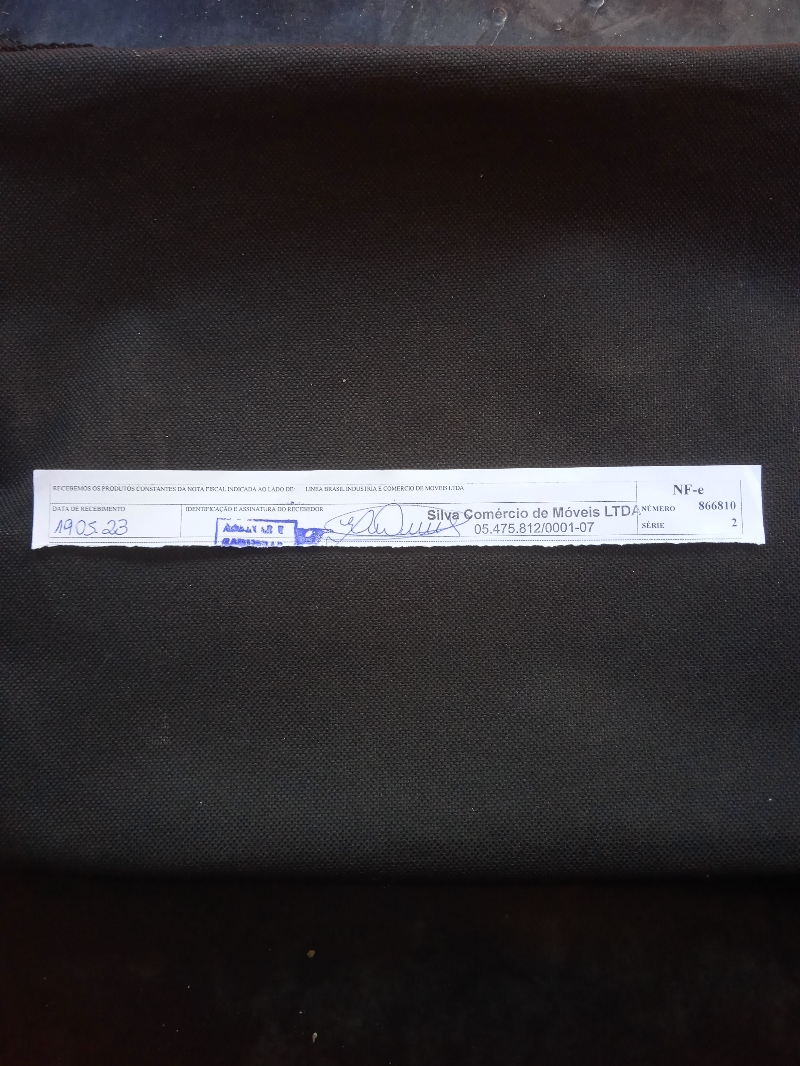 RECEBEMOS OS PRODUTOS CONSTANTES DA NOTA FISCAL INDICADA AO LADO DE: LINEA BRASIL INDUSTRIA E COMERCIO DE MOVEIS LTDA
NF-e
DATA DE RECEBIMENTO
IDENTIFICAÇÃO E ASSINATURA DO RECEBEDOR
Silva Comércio de Móveis LTDA
NÚMERO 866810
19 05.23
05.475.812/0001-07
SÉRIE 2